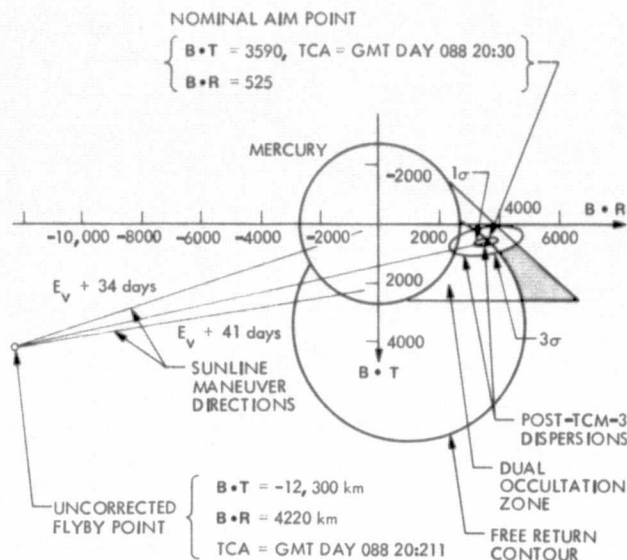 NOMINAL AIM POINT
B•T = 3590, TCA = GMT DAY 088 20:30
B•R = 525
MERCURY
1σ
-2000
4000
B • R
-10,000
-8000
-6000
-4000
-2000
2000
6000
E_v + 34 days
2000
E_v + 41 days
3σ
4000
B • T
SUNLINE
MANEUVER
DIRECTIONS
POST-TCM-3
DISPERSIONS
DUAL
OCCULTATION
ZONE
UNCORRECTED
FLYBY POINT
B•T = -12, 300 km
B•R = 4220 km
TCA = GMT DAY 088 20:211
FREE RETURN
CONTOUR